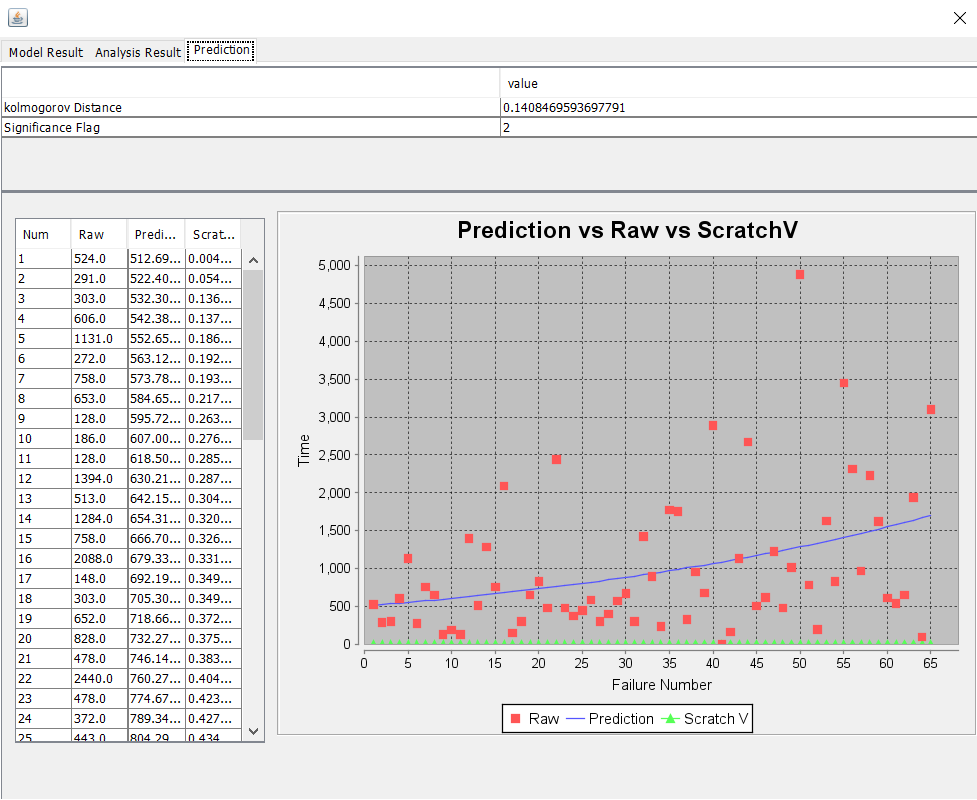 Model Result Analysis Result Prediction
value
kolmogorov Distance 0.1408469593697791
Significance Flag 2
Num Raw Predi... Scrat...
1 524.0 512.69... 0.004...
2 291.0 522.40... 0.054...
3 303.0 532.30... 0.136...
4 606.0 542.38... 0.137...
5 1131.0 552.65... 0.186...
6 272.0 563.12... 0.192...
7 758.0 573.78... 0.193...
8 653.0 584.65... 0.217...
9 128.0 595.72... 0.263...
10 186.0 607.00... 0.276...
11 128.0 618.50... 0.285...
12 1394.0 630.21... 0.287...
13 513.0 642.15... 0.304...
14 1284.0 654.31... 0.320...
15 758.0 666.70... 0.326...
16 2088.0 679.33... 0.331...
17 148.0 692.19... 0.349...
18 303.0 705.30... 0.349...
19 652.0 718.66... 0.372...
20 828.0 732.27... 0.375...
21 478.0 746.14... 0.383...
22 2440.0 760.27... 0.404...
23 478.0 774.67... 0.423...
24 372.0 789.34... 0.427...
25 443.0 804.29... 0.434...
Prediction vs Raw vs ScratchV
5,000
4,500
4,000
3,500
3,000
2,500
2,000
1,500
1,000
500
0
Time
0 5 10 15 20 25 30 35 40 45 50 55 60 65
Failure Number
Raw Prediction Scratch V